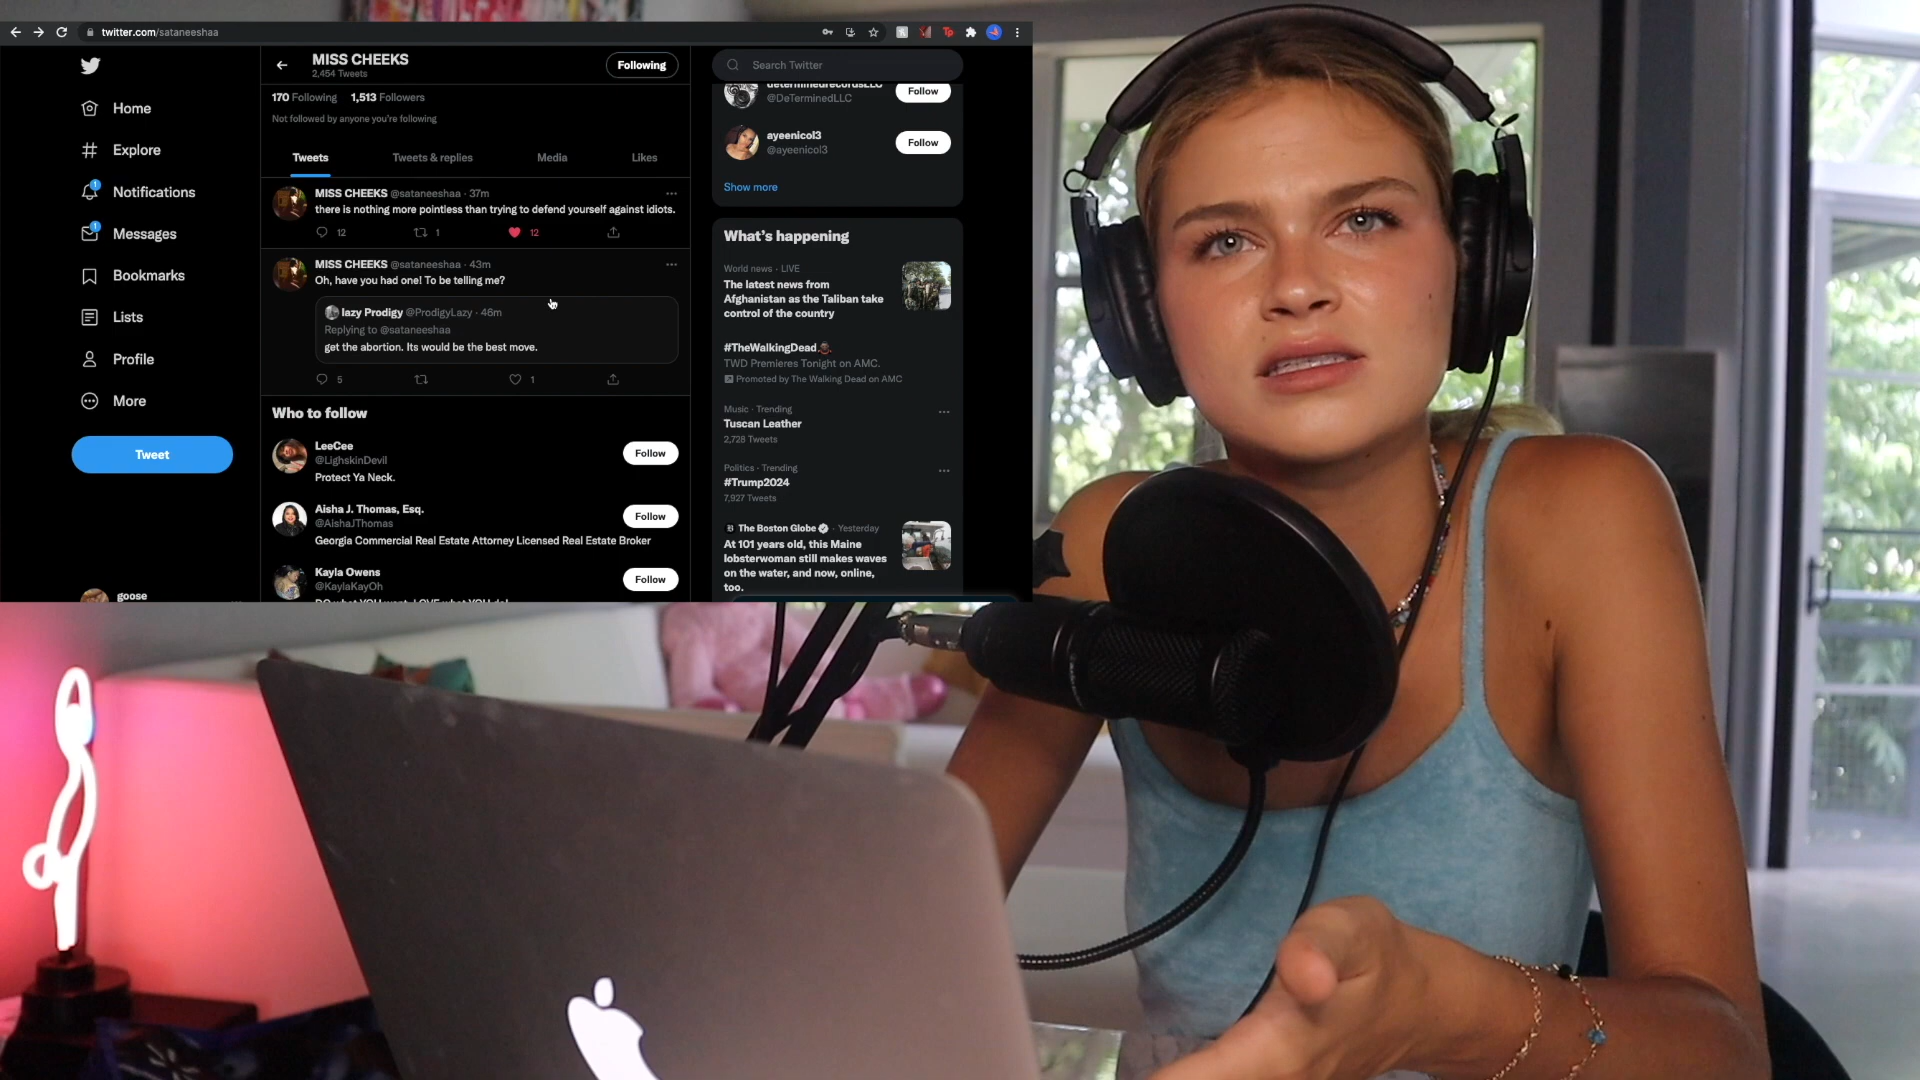 twitter.com/sataneeshaa
Home
Explore
Notifications
1
Messages
1
Bookmarks
Lists
Profile
More
Tweet
goose
MISS CHEEKS
2,454 Tweets
Following
170 Following 1,513 Followers
Not followed by anyone you're following
Tweets Tweets & replies Media Likes
MISS CHEEKS @sataneeshaa · 37m
there is nothing more pointless than trying to defend yourself against idiots.
12 1 12
MISS CHEEKS @sataneeshaa · 43m
Oh, have you had one! To be telling me?
lazy Prodigy @ProdigyLazy · 46m
Replying to @sataneeshaa
get the abortion. Its would be the best move.
5 1
Who to follow
LeeCee
@LighskinDevil
Follow
Protect Ya Neck.
Aisha J. Thomas, Esq.
@AishaJThomas
Follow
Georgia Commercial Real Estate Attorney Licensed Real Estate Broker
Kayla Owens
@KaylaKayOh
Follow
Search Twitter
@DeTerminedLLC
Follow
ayeenicol3
@ayeenicol3
Follow
Show more
What's happening
World news · LIVE
The latest news from
Afghanistan as the Taliban take
control of the country
#TheWalkingDead
TWD Premieres Tonight on AMC.
Promoted by The Walking Dead on AMC
Music · Trending
Tuscan Leather
2,728 Tweets
Politics · Trending
#Trump2024
7,927 Tweets
The Boston Globe · Yesterday
At 101 years old, this Maine
lobsterwoman still makes waves
on the water, and now, online,
too.